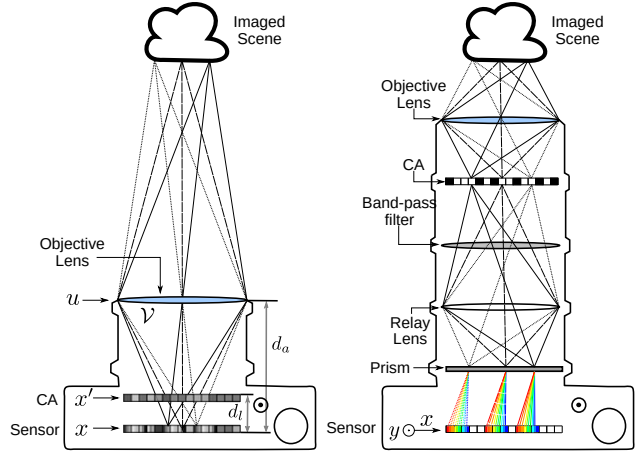 Imaged
Scene
Objective
Lens
u
𝒱
d_a
CA
x′
d_l
Sensor
x
Imaged
Scene
Objective
Lens
CA
Band-pass
filter
Relay
Lens
Prism
Sensor
y
x